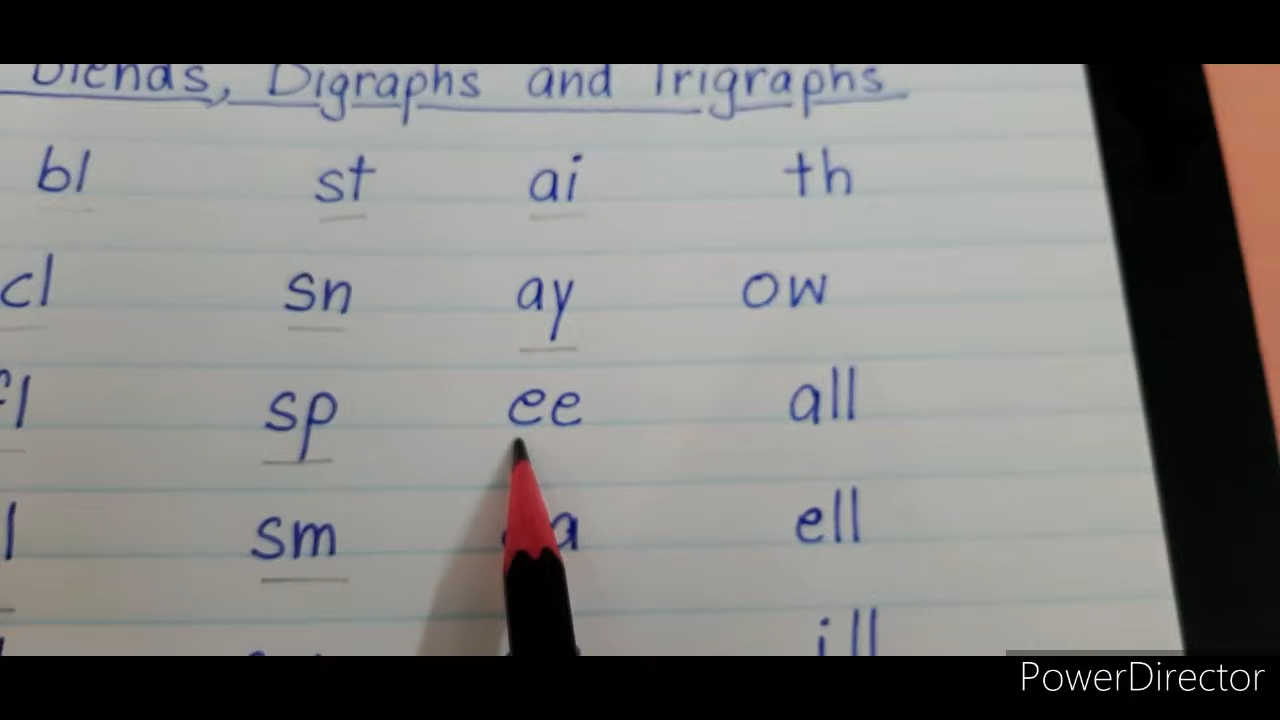 Blends, Digraphs and Trigraphs
bl st ai th
cl sn ay ow
fl sp ee all
sm ell
ill
PowerDirector